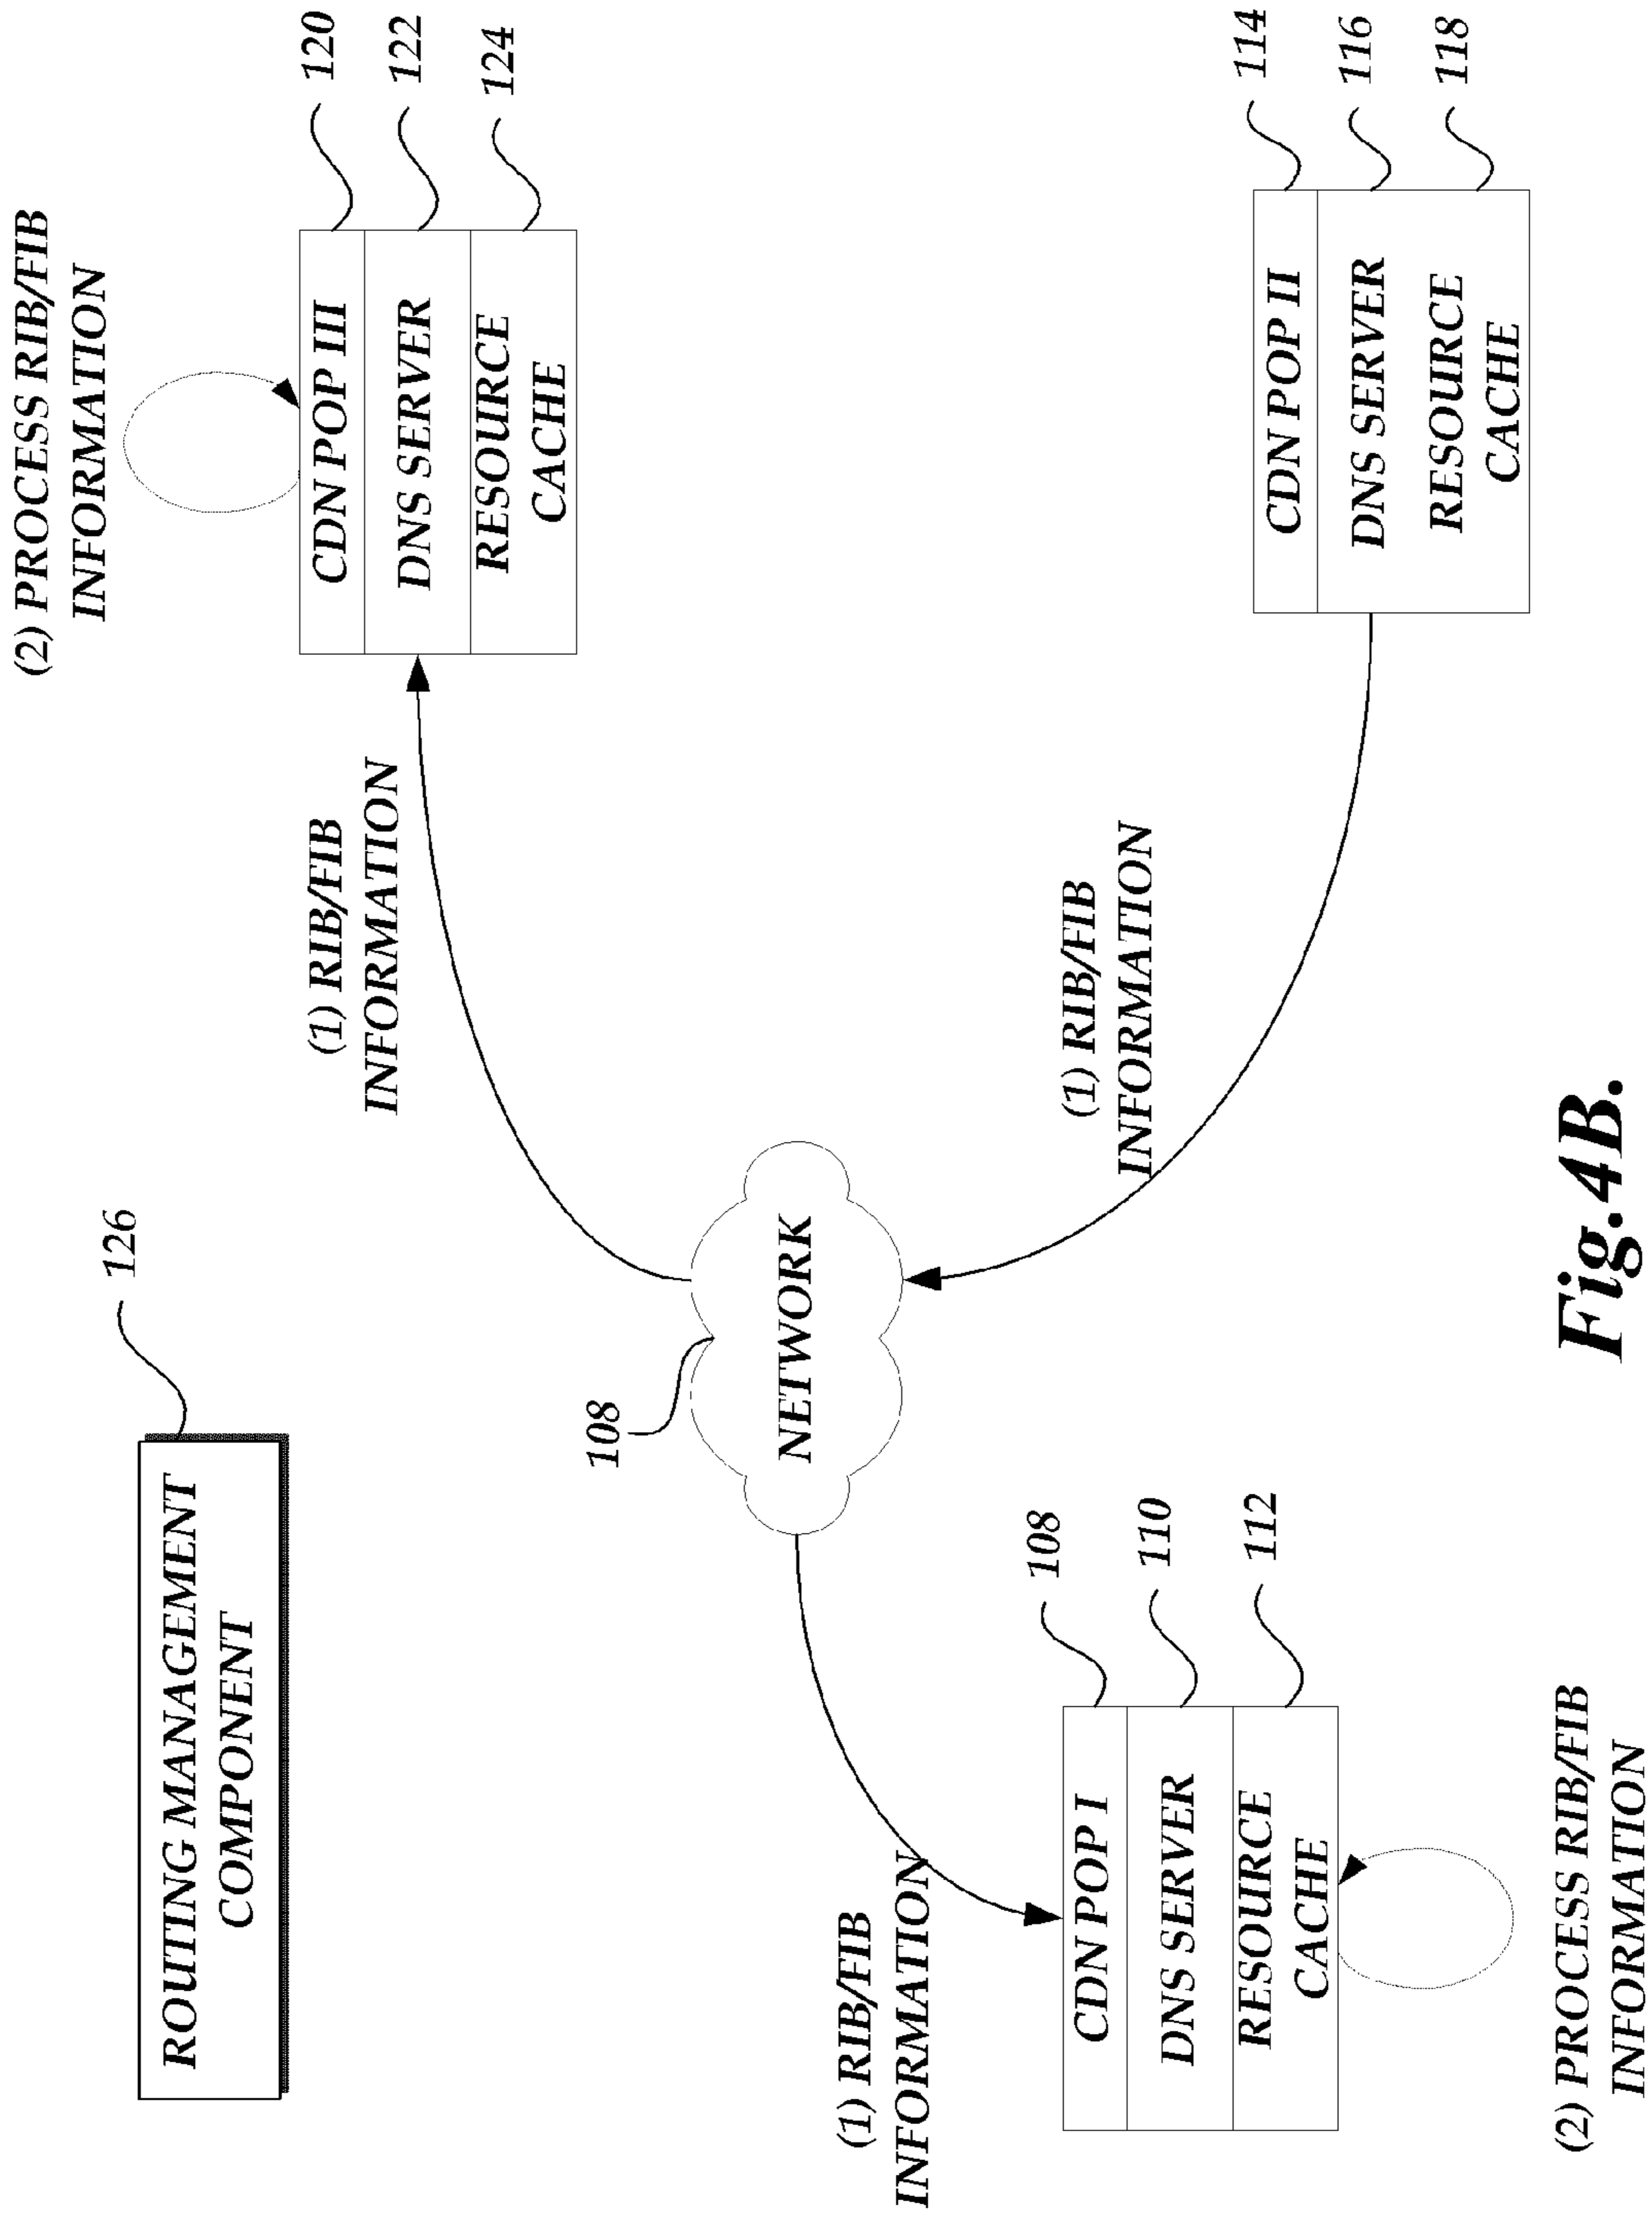 ROUTING MANAGEMENT
COMPONENT
126
(2) PROCESS RIB/FIB
INFORMATION
CDN POP III
DNS SERVER
RESOURCE
CACHE
120
122
124
(1) RIB/FIB
INFORMATION
108
NETWORK
(1) RIB/FIB
INFORMATION
CDN POP I
DNS SERVER
RESOURCE
CACHE
108
110
112
(2) PROCESS RIB/FIB
INFORMATION
(1) RIB/FIB
INFORMATION
CDN POP II
DNS SERVER
RESOURCE
CACHE
114
116
118
Fig.4B.